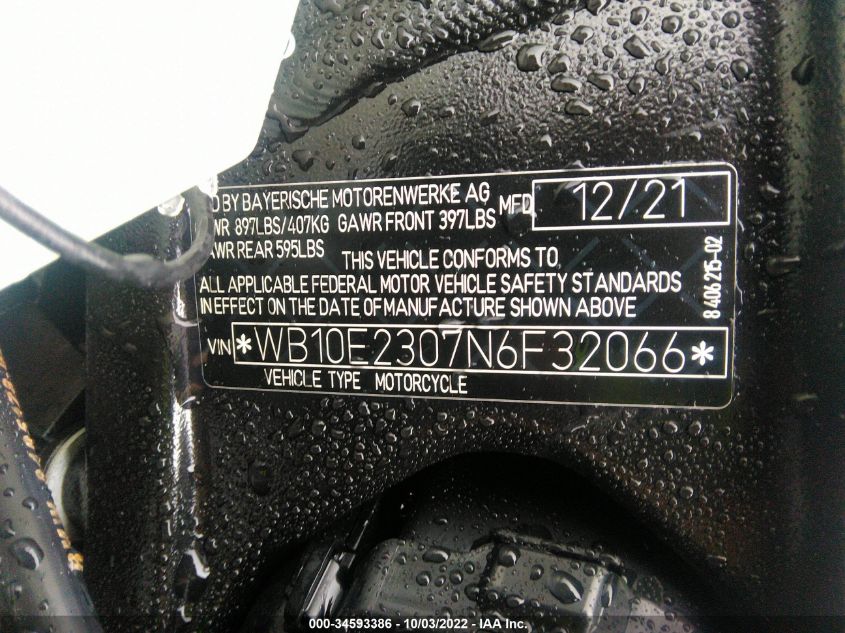 D BY BAYERISCHE MOTORENWERKE AG MFD 12/21
WR 897LBS/407KG GAWR FRONT 397LBS
AWR REAR 595LBS
THIS VEHICLE CONFORMS TO
ALL APPLICABLE FEDERAL MOTOR VEHICLE SAFETY STANDARDS
IN EFFECT ON THE DATE OF MANUFACTURE SHOWN ABOVE
VIN *WB10E2307N6F32066*
VEHICLE TYPE MOTORCYCLE
8 406 215-02
000-34593386 - 10/03/2022 - IAA Inc.